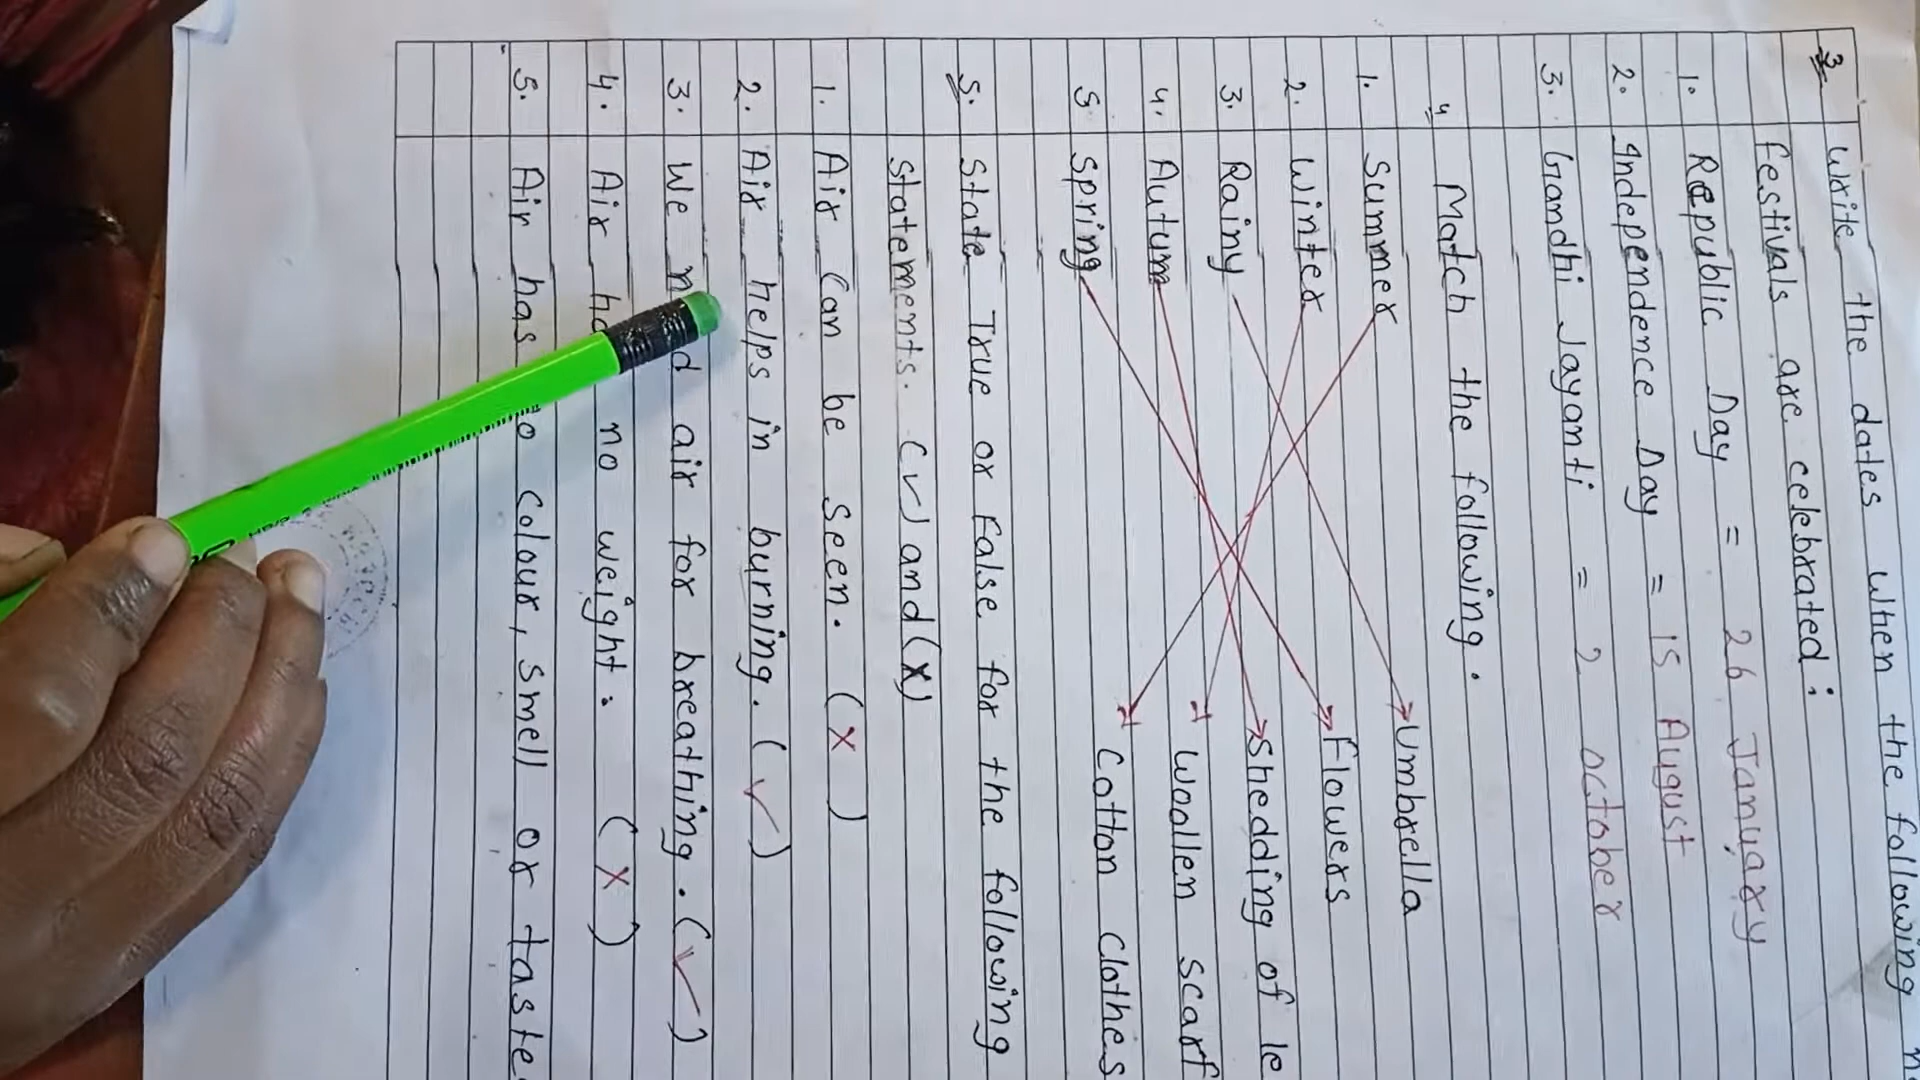 3. Write the dates when the following
festivals are celebrated:
1. Republic Day = 26 January
2. Independence Day = 15 August
3. Gandhi Jayanti = 2 October
4 Match the following.
1. Summer Umbrella
2. Winter Flowers
3. Rainy Shedding of le
4. Autum Woollen scarf
5 Spring Cotton clothes
5. State True or False for the following
statements. (✓) and (x)
1. Air can be seen. (x)
2. Air helps in burning. (✓)
3. We air for breathing. (✓)
4. Air no weight. (x)
5. Air has colour, smell or taste